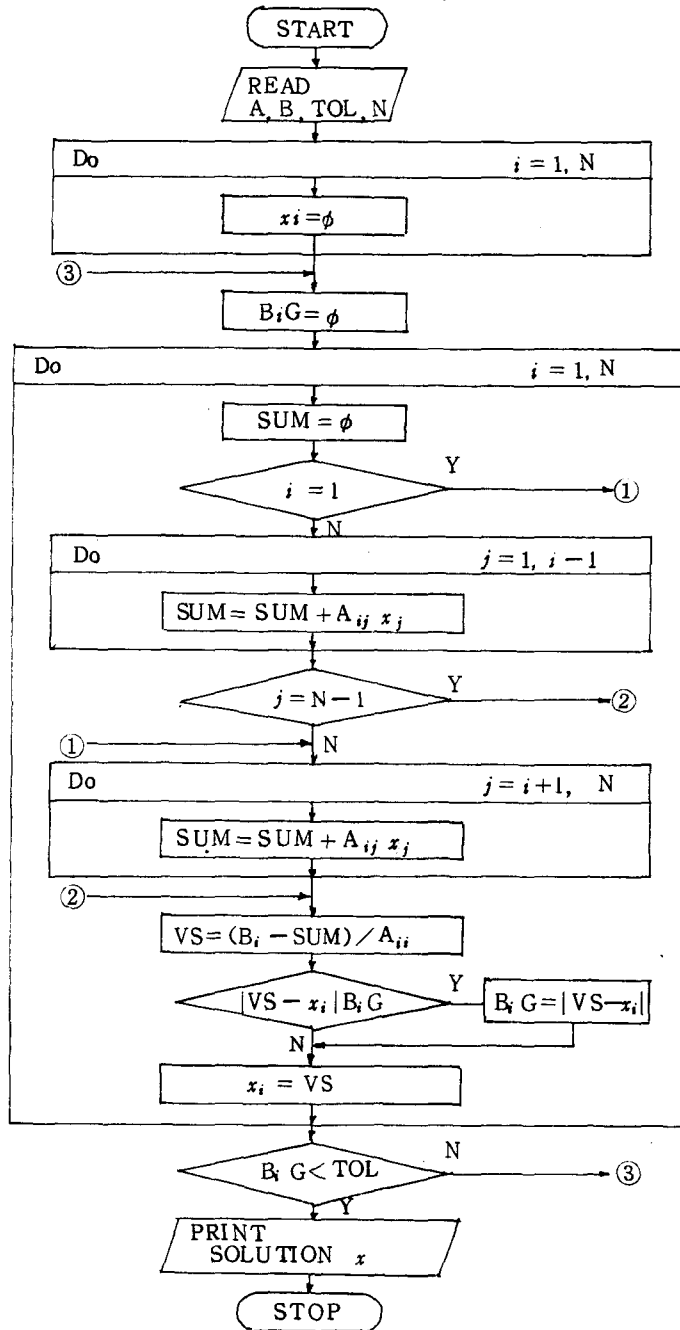 START
READ
A, B, TOL, N
Do i = 1, N
xi = ϕ
③
BiG = ϕ
Do i = 1, N
SUM = ϕ
Y
i = 1 ①
N
Do j = 1, i − 1
SUM = SUM + Aij xj
Y
j = N − 1 ②
① N
Do j = i+1, N
SUM = SUM + Aij xj
②
VS = (Bi − SUM) / Aii
Y
|VS − xi| BiG BiG = |VS−xi|
N
xi = VS
N
BiG < TOL ③
Y
PRINT
SOLUTION x
STOP